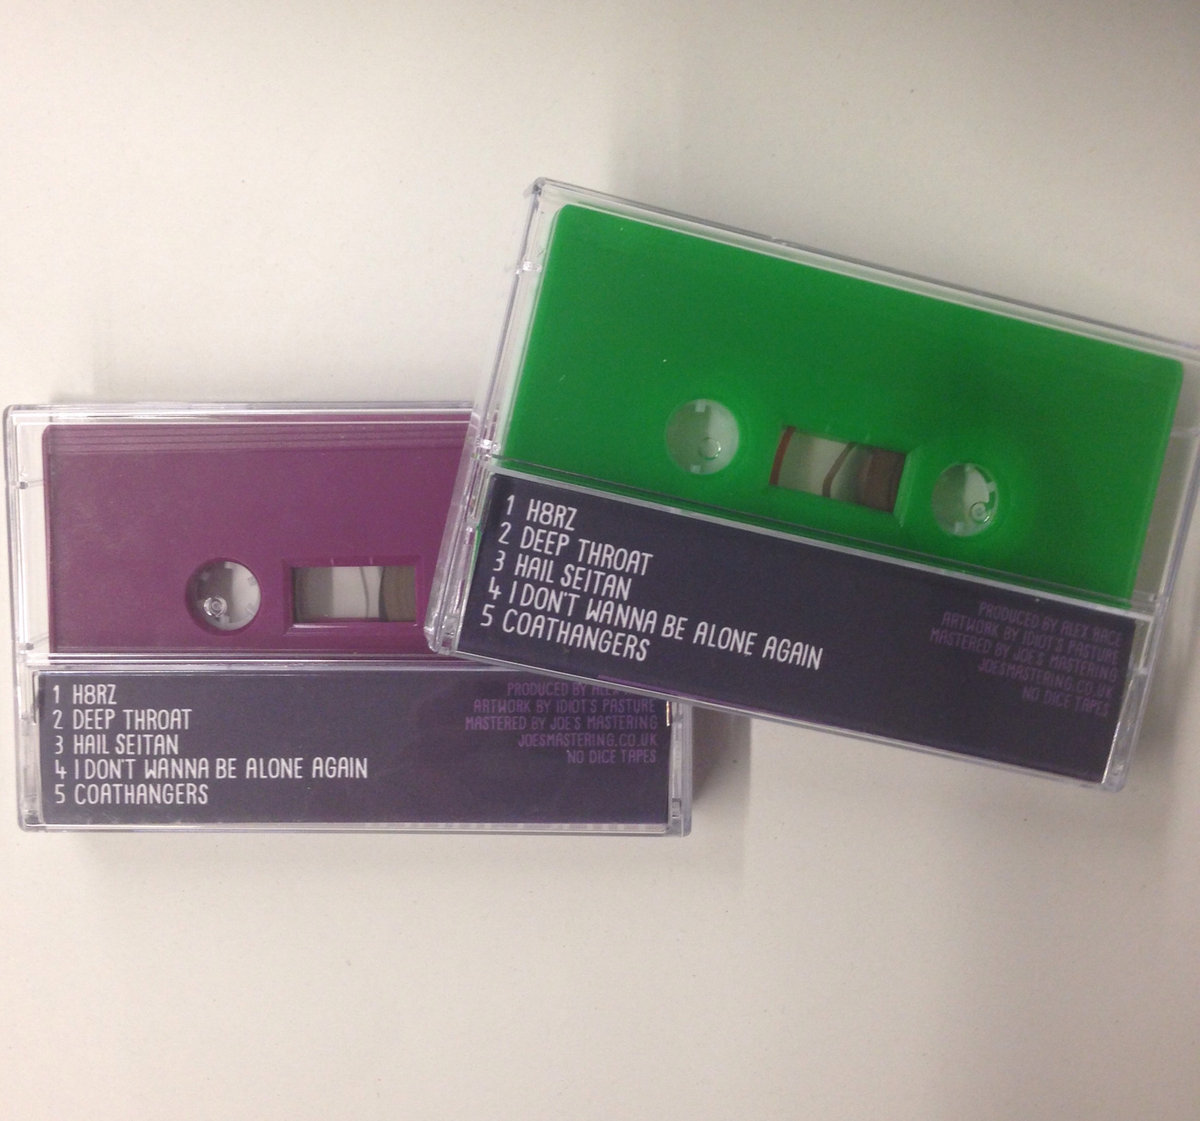 1 H8RZ
2 DEEP THROAT
3 HAIL SEITAN
4 I DON'T WANNA BE ALONE AGAIN
5 COATHANGERS
PRODUCED BY ALEX
ARTWORK BY IDIOT'S PASTURE
MASTERED BY JOE'S MASTERING
JOESMASTERING.CO.UK
NO DICE TAPES
1 H8RZ
2 DEEP THROAT
3 HAIL SEITAN
4 I DON'T WANNA BE ALONE AGAIN
5 COATHANGERS
PRODUCED BY ALEX
ARTWORK BY IDIOT'S PASTURE
MASTERED BY JOE'S MASTERING
JOESMASTERING.CO.UK
NO DICE TAPES